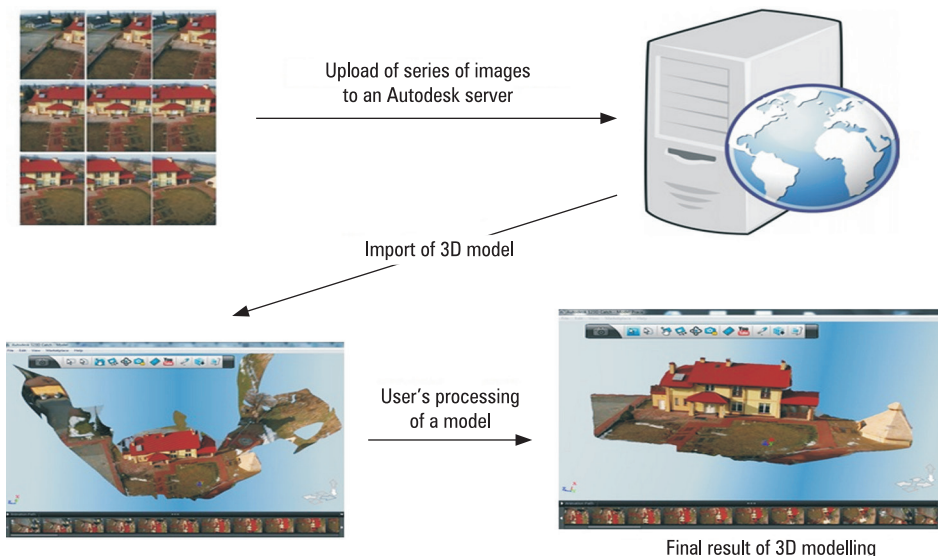 Upload of series of images
to an Autodesk server
Import of 3D model
User's processing
of a model
Final result of 3D modelling